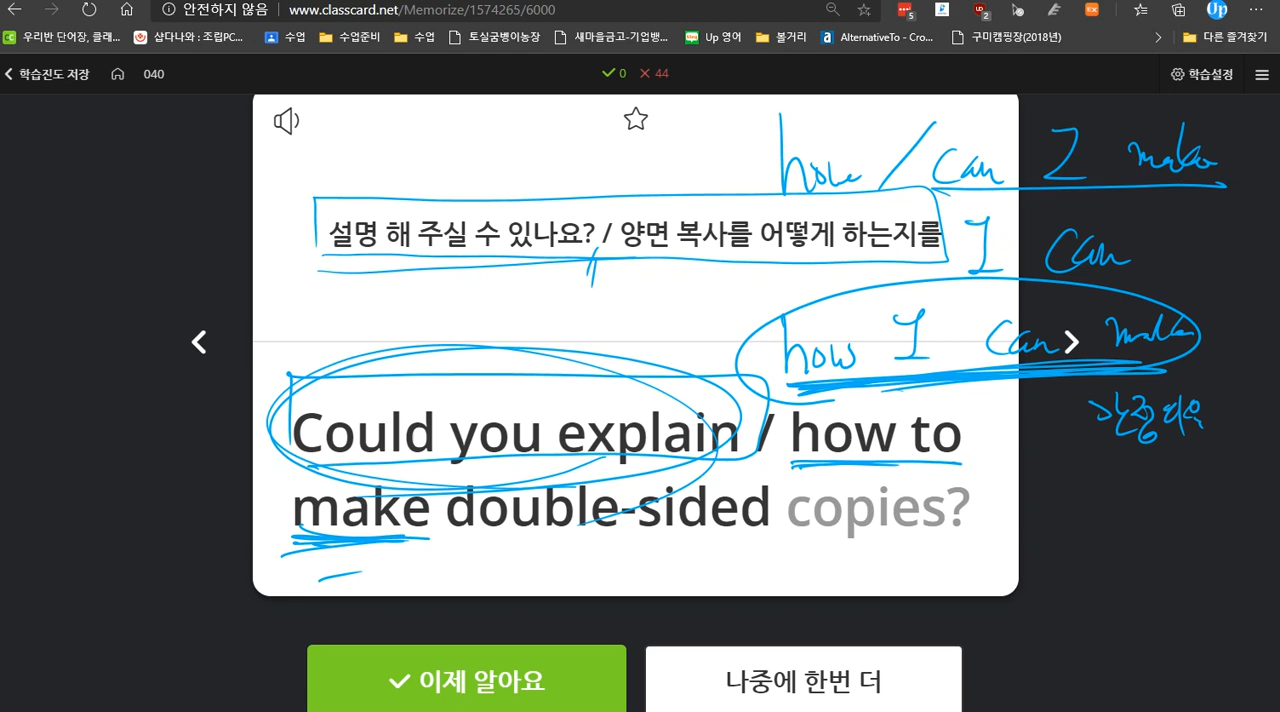 안전하지 않음 | www.classcard.net/Memorize/1574265/6000
우리반 단어장, 클래... 샵다나와 : 조립PC... 수업 수업준비 수업 토실굼벵이농장 새마을금고-기업뱅... Up 영어 볼거리 AlternativeTo - Cro... 구미캠핑장(2018년) 다른 즐겨찾기
학습진도 저장 040 0 44 학습설정
how / can I make
설명 해 주실 수 있나요? / 양면 복사를 어떻게 하는지를
I can
how I can make
Could you explain / how to
make double-sided copies?
이제 알아요 나중에 한번 더